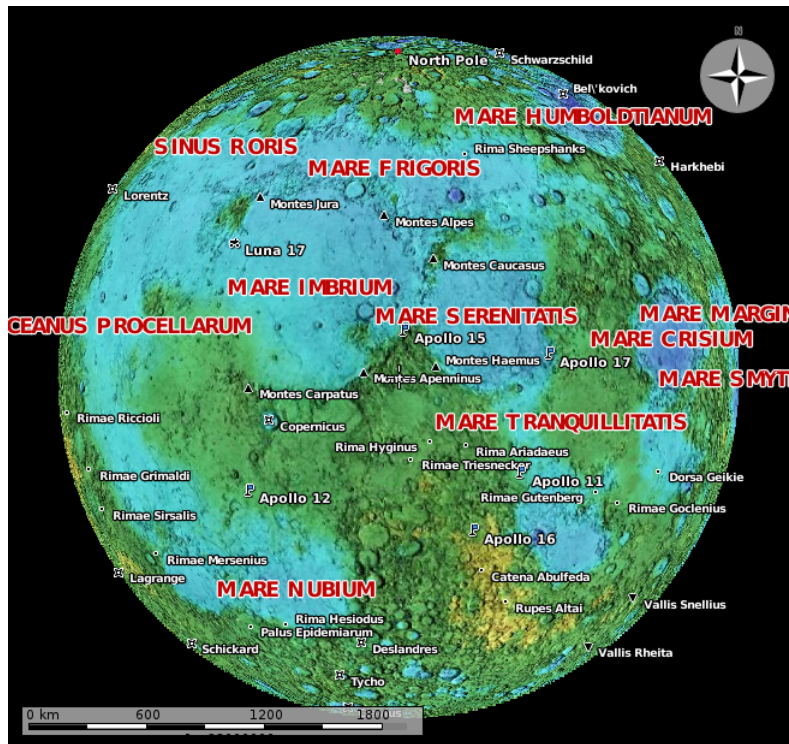 N
North Pole
Schwarzschild
Bel\'kovich
MARE HUMBOLDTIANUM
SINUS RORIS
Rima Sheepshanks
MARE FRIGORIS
Harkhebi
Lorentz
Montes Jura
Montes Alpes
Luna 17
Montes Caucasus
MARE IMBRIUM
MARE SERENITATIS
MARE MARGIN
CEANUS PROCELLARUM
Apollo 15
MARE CRISIUM
Montes Haemus
Apollo 17
Montes Apenninus
MARE SMYT
Montes Carpatus
Rimae Riccioli
Copernicus
MARE TRANQUILLITATIS
Rima Hyginus
Rima Ariadaeus
Rimae Triesnecker
Rimae Grimaldi
Apollo 11
Dorsa Geikie
Apollo 12
Rimae Gutenberg
Rimae Goclenius
Rimae Sirsalis
Apollo 16
Rimae Mersenius
Lagrange
Catena Abulfeda
MARE NUBIUM
Rupes Altai
Vallis Snellius
Rima Hesiodus
Palus Epidemiarum
Schickard
Deslandres
Vallis Rheita
Tycho
0 km 600 1200 1800